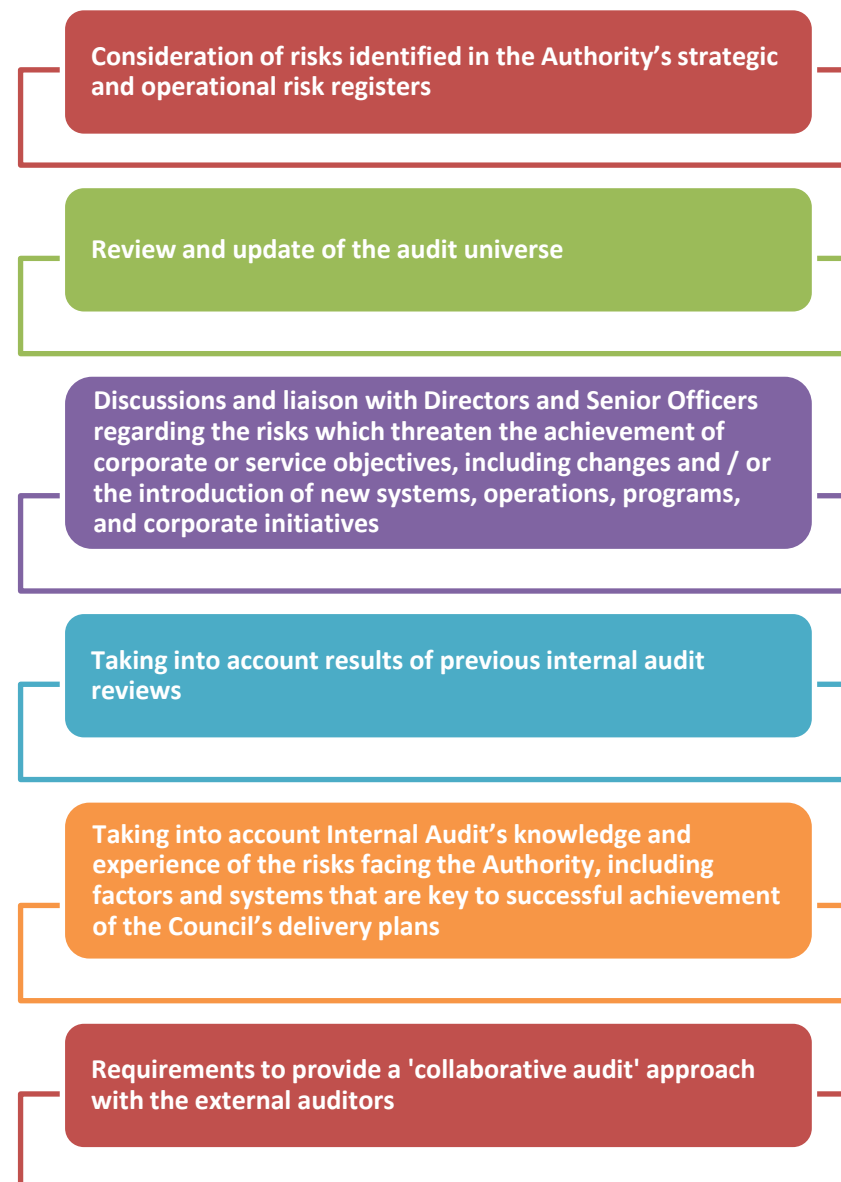 Consideration of risks identified in the Authority’s strategic
and operational risk registers
Review and update of the audit universe
Discussions and liaison with Directors and Senior Officers
regarding the risks which threaten the achievement of
corporate or service objectives, including changes and / or
the introduction of new systems, operations, programs,
and corporate initiatives
Taking into account results of previous internal audit
reviews
Taking into account Internal Audit’s knowledge and
experience of the risks facing the Authority, including
factors and systems that are key to successful achievement
of the Council’s delivery plans
Requirements to provide a 'collaborative audit' approach
with the external auditors